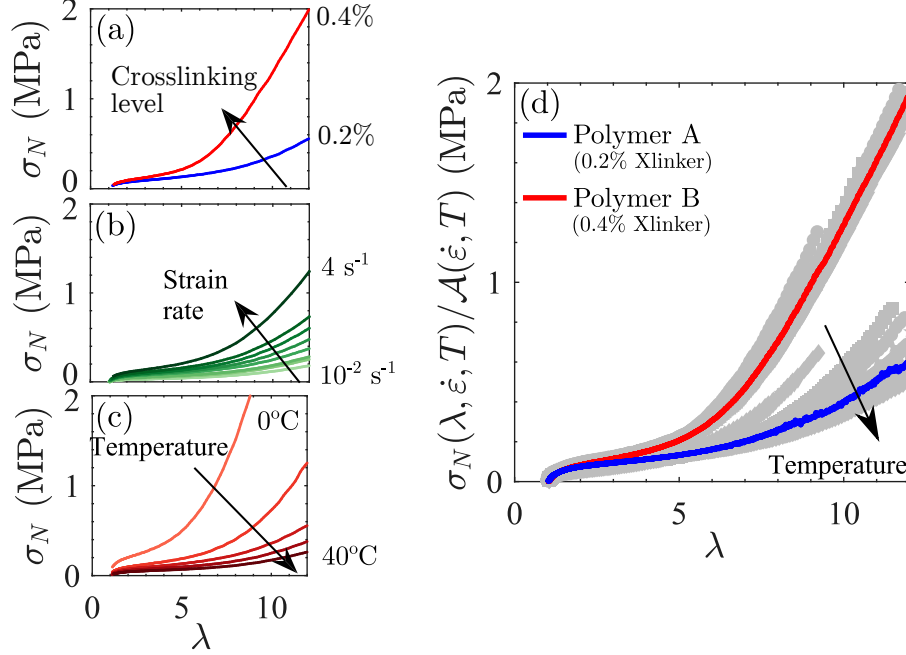 (a)
0.4%
Crosslinking
level
0.2%
2
1
0
σ_N (MPa)
(b)
4 s⁻¹
Strain
rate
10⁻² s⁻¹
2
1
0
σ_N (MPa)
(c)
0°C
Temperature
40°C
2
1
0
σ_N (MPa)
0 5 10
λ
(d)
Polymer A
(0.2% Xlinker)
Polymer B
(0.4% Xlinker)
Temperature
2
1
0
σ_N(λ, ε̇, T)/𝒜(ε̇, T) (MPa)
0 5 10
λ